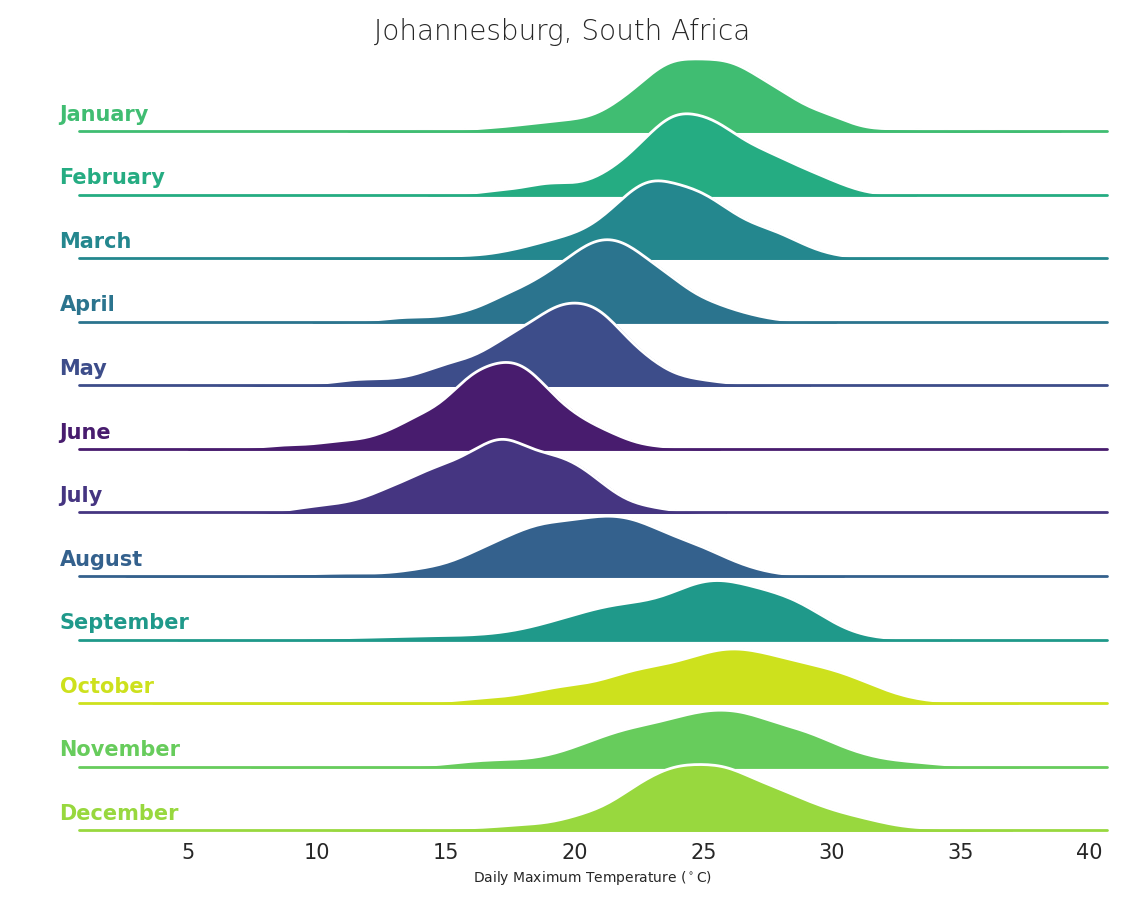 Johannesburg, South Africa
January
February
March
April
May
June
July
August
September
October
November
December
5 10 15 20 25 30 35 40
Daily Maximum Temperature (°C)